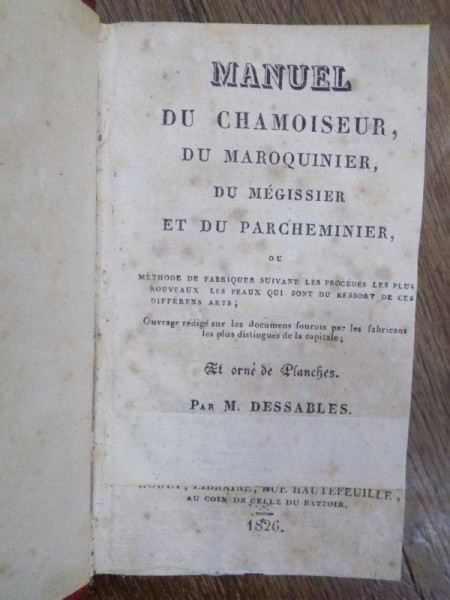 MANUEL
DU CHAMOISEUR,
DU MAROQUINIER,
DU MÉGISSIER
ET DU PARCHEMINIER,
OU
MÉTHODE DE FABRIQUER SUIVANT LES PROCÉDÉS LES PLUS
NOUVEAUX LES PEAUX QUI SONT DU RESSORT DE CES
DIFFÉRENS ARTS;
Ouvrage rédigé sur les documens fournis par les fabricans
les plus distingués de la capitale;
Et orné de Planches.
PAR M. DESSABLES.
RORET, LIBRAIRE, RUE HAUTEFEUILLE,
AU COIN DE CELLE DU BATTOIR.
1826.